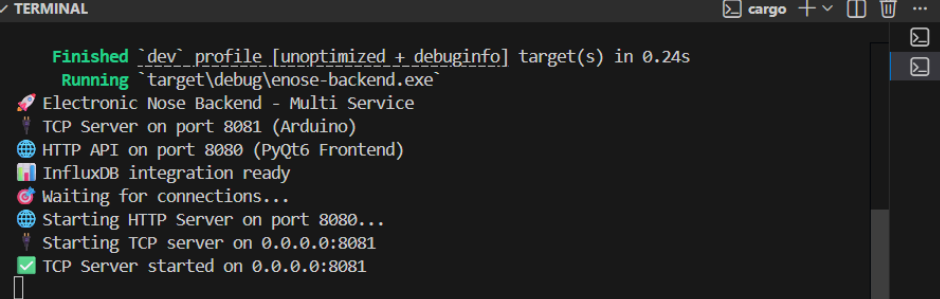 TERMINAL
cargo
Finished `dev` profile [unoptimized + debuginfo] target(s) in 0.24s
Running `target\debug\enose-backend.exe`
🚀 Electronic Nose Backend - Multi Service
🔌 TCP Server on port 8081 (Arduino)
🌐 HTTP API on port 8080 (PyQt6 Frontend)
📊 InfluxDB integration ready
🎯 Waiting for connections...
🌐 Starting HTTP Server on port 8080...
🔌 Starting TCP server on 0.0.0.0:8081
✅ TCP Server started on 0.0.0.0:8081